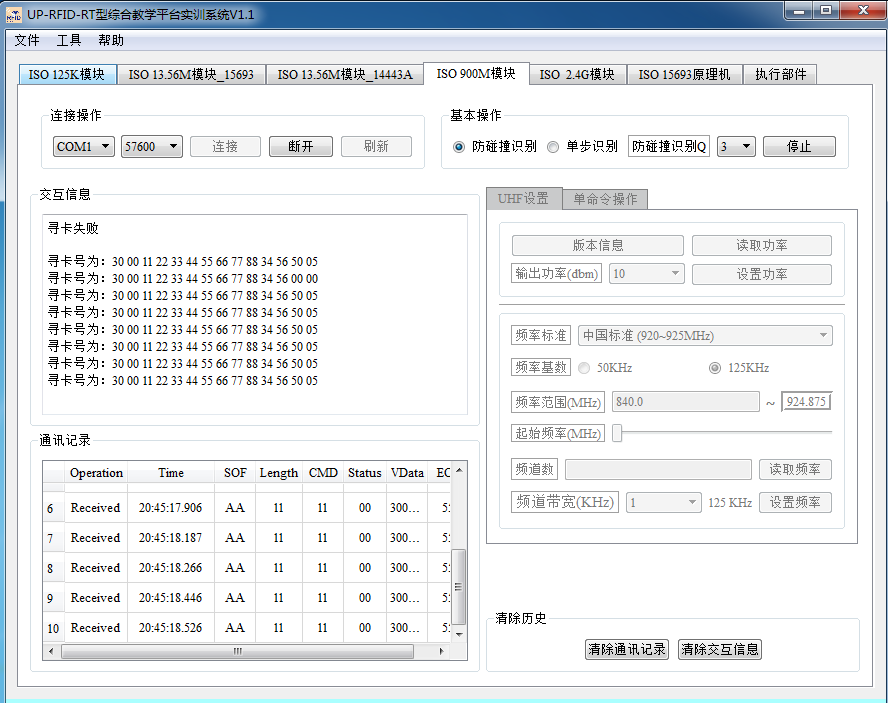 UP-RFID-RT型综合教学平台实训系统V1.1
文件 工具 帮助
ISO 125K模块 ISO 13.56M模块_15693 ISO 13.56M模块_14443A ISO 900M模块 ISO 2.4G模块 ISO 15693原理机 执行部件
连接操作
COM1 57600 连接 断开 刷新
基本操作
防碰撞识别 单步识别 防碰撞识别Q 3 停止
交互信息
寻卡失败
寻卡号为：30 00 11 22 33 44 55 66 77 88 34 56 50 05
寻卡号为：30 00 11 22 33 44 55 66 77 88 34 56 00 00
寻卡号为：30 00 11 22 33 44 55 66 77 88 34 56 50 05
寻卡号为：30 00 11 22 33 44 55 66 77 88 34 56 50 05
寻卡号为：30 00 11 22 33 44 55 66 77 88 34 56 50 05
寻卡号为：30 00 11 22 33 44 55 66 77 88 34 56 50 05
寻卡号为：30 00 11 22 33 44 55 66 77 88 34 56 50 05
寻卡号为：30 00 11 22 33 44 55 66 77 88 34 56 50 05
通讯记录
Operation Time SOF Length CMD Status VData
6 Received 20:45:17.906 AA 11 11 00 300...
7 Received 20:45:18.187 AA 11 11 00 300...
8 Received 20:45:18.266 AA 11 11 00 300...
9 Received 20:45:18.446 AA 11 11 00 300...
10 Received 20:45:18.526 AA 11 11 00 300...
UHF设置 单命令操作
版本信息 读取功率
输出功率(dbm) 10 设置功率
频率标准 中国标准 (920~925MHz)
频率基数 50KHz 125KHz
频率范围(MHz) 840.0 ~ 924.875
起始频率(MHz)
频道数 读取频率
频道带宽(KHz) 1 125 KHz 设置频率
清除历史
清除通讯记录 清除交互信息